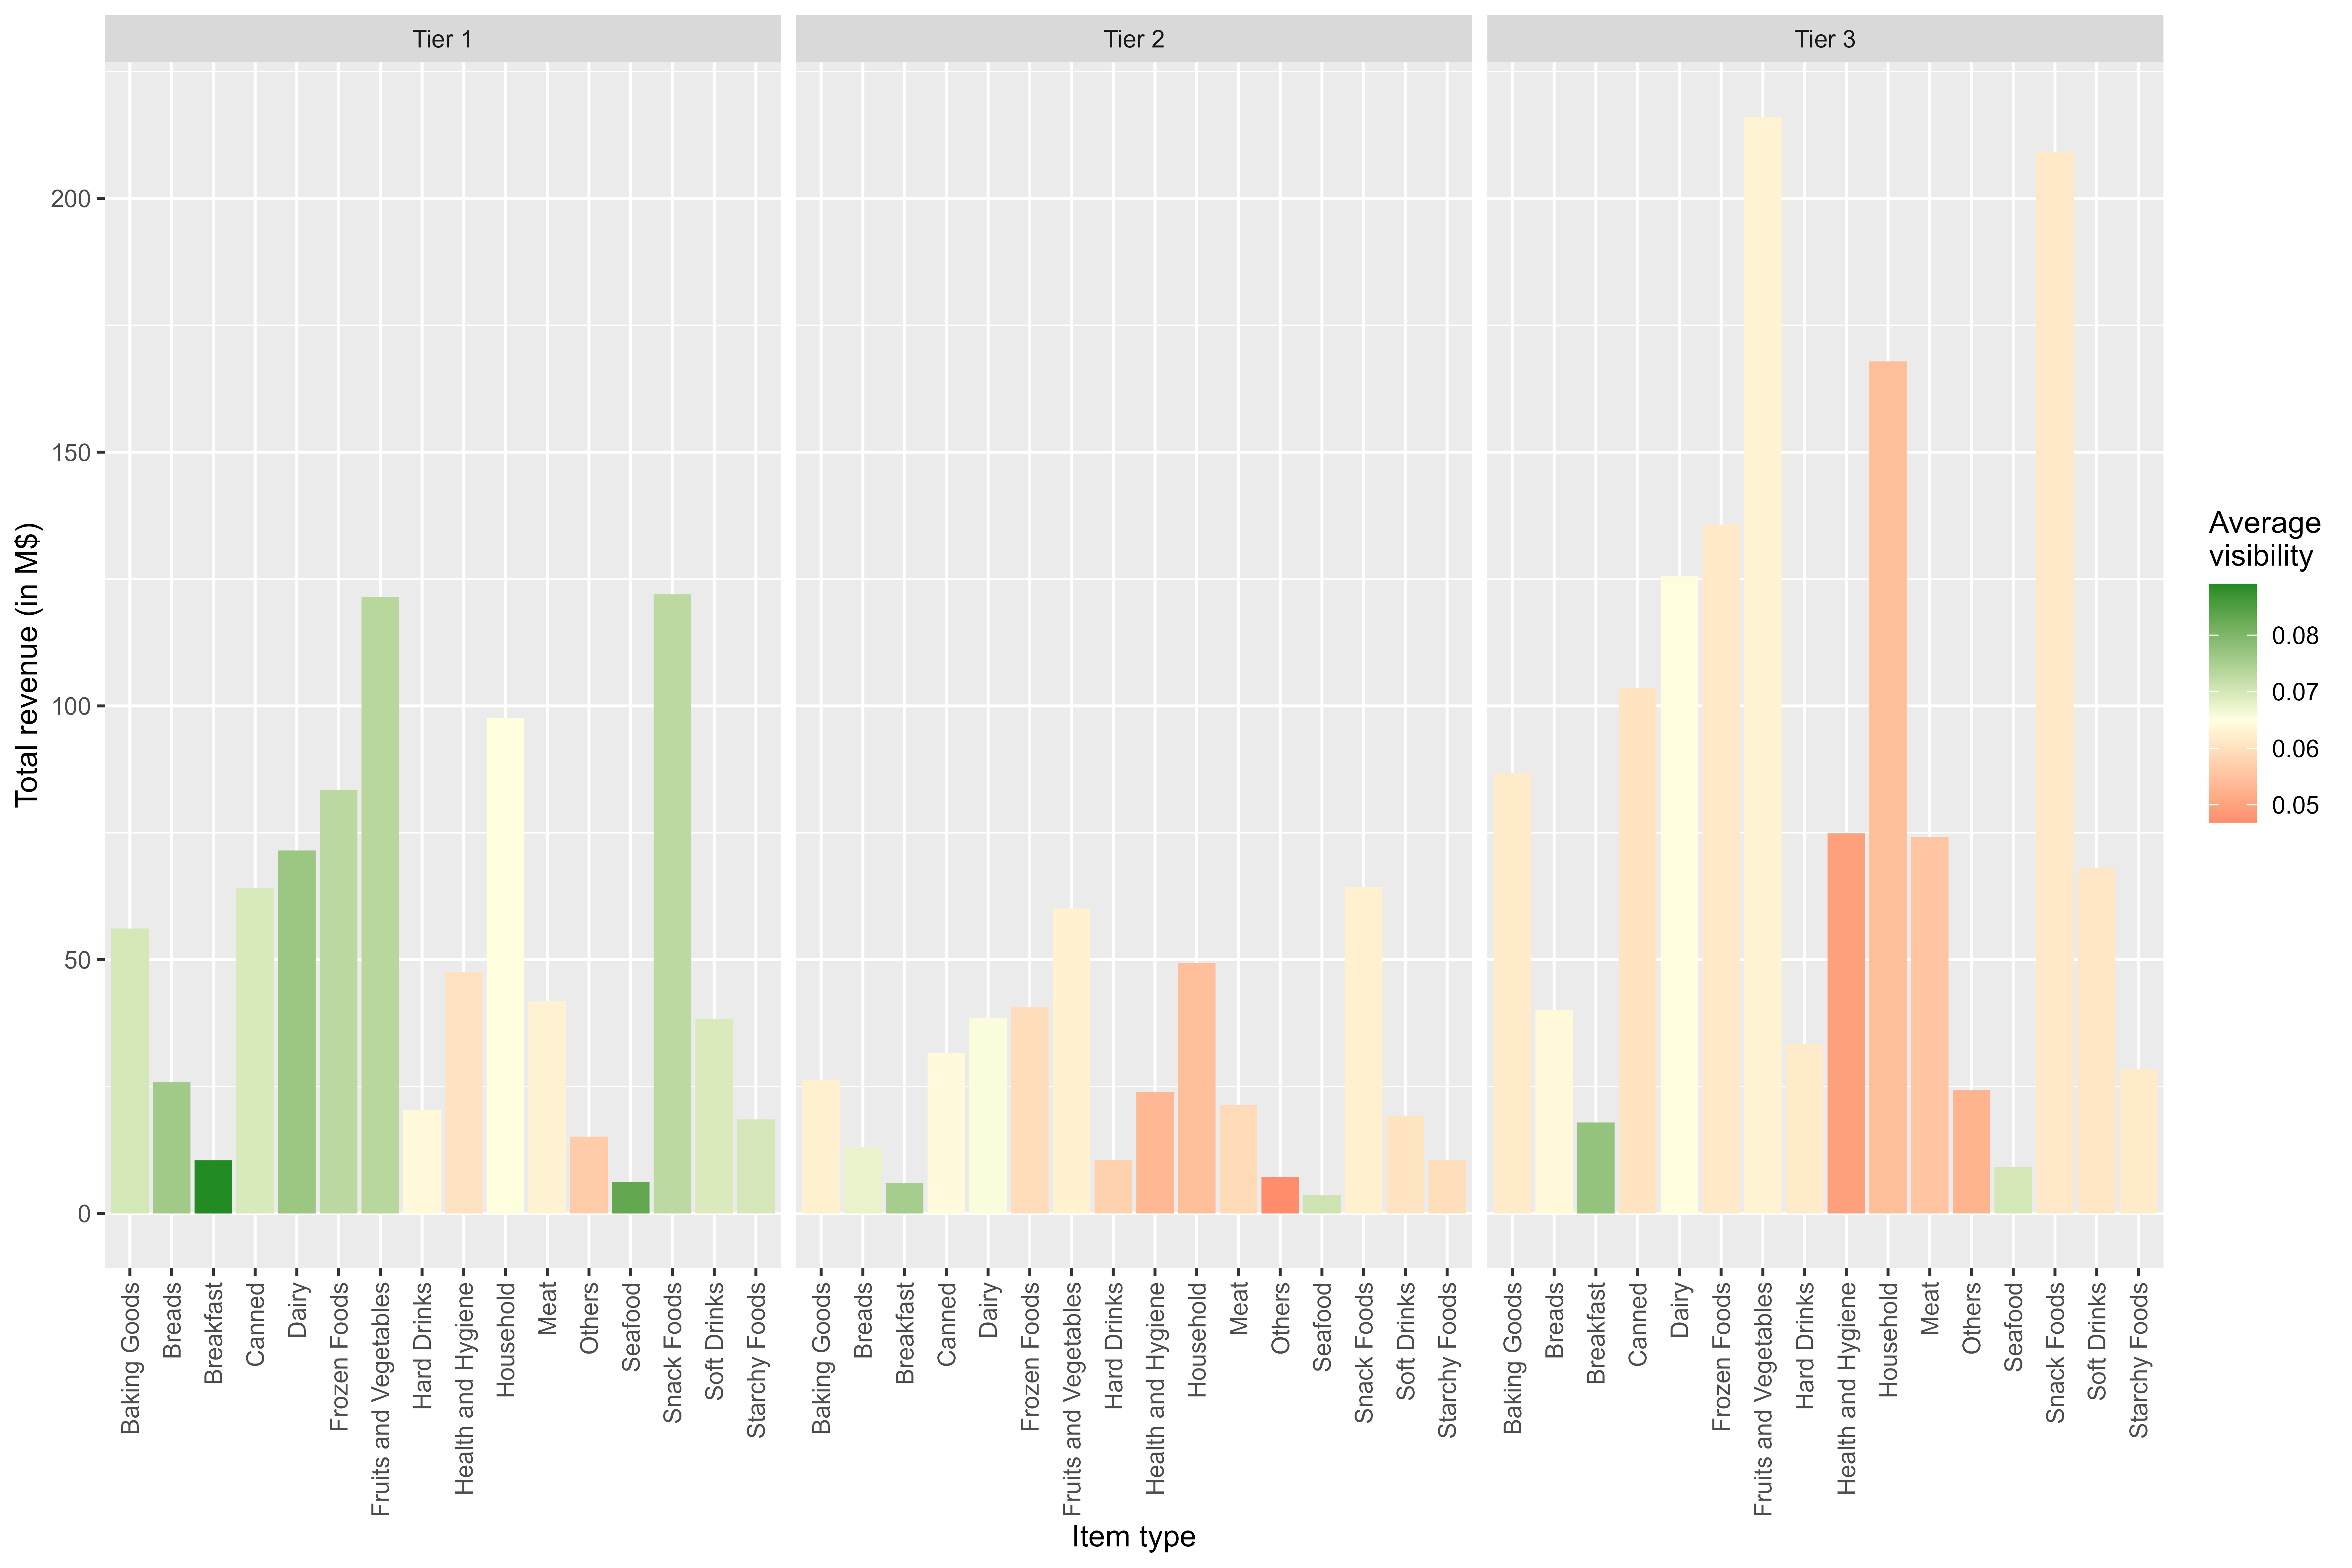 Tier 1
Tier 2
Tier 3
Total revenue (in M$)
200
150
100
50
0
Baking Goods
Breads
Breakfast
Canned
Dairy
Frozen Foods
Fruits and Vegetables
Hard Drinks
Health and Hygiene
Household
Meat
Others
Seafood
Snack Foods
Soft Drinks
Starchy Foods
Baking Goods
Breads
Breakfast
Canned
Dairy
Frozen Foods
Fruits and Vegetables
Hard Drinks
Health and Hygiene
Household
Meat
Others
Seafood
Snack Foods
Soft Drinks
Starchy Foods
Baking Goods
Breads
Breakfast
Canned
Dairy
Frozen Foods
Fruits and Vegetables
Hard Drinks
Health and Hygiene
Household
Meat
Others
Seafood
Snack Foods
Soft Drinks
Starchy Foods
Item type
Average
visibility
0.08
0.07
0.06
0.05